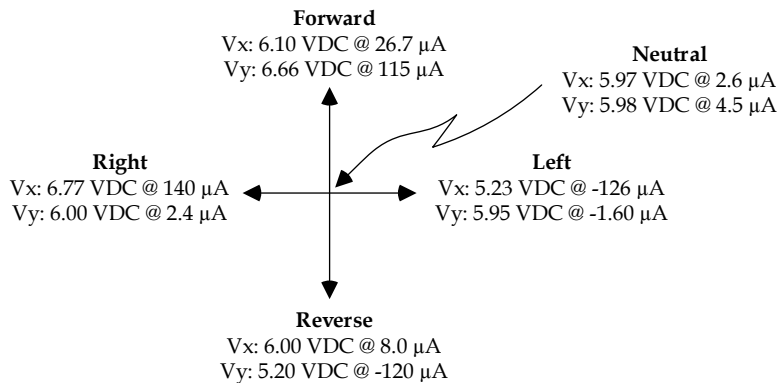 Forward
Vx: 6.10 VDC @ 26.7 µA
Vy: 6.66 VDC @ 115 µA
Neutral
Vx: 5.97 VDC @ 2.6 µA
Vy: 5.98 VDC @ 4.5 µA
Right
Vx: 6.77 VDC @ 140 µA
Vy: 6.00 VDC @ 2.4 µA
Left
Vx: 5.23 VDC @ -126 µA
Vy: 5.95 VDC @ -1.60 µA
Reverse
Vx: 6.00 VDC @ 8.0 µA
Vy: 5.20 VDC @ -120 µA